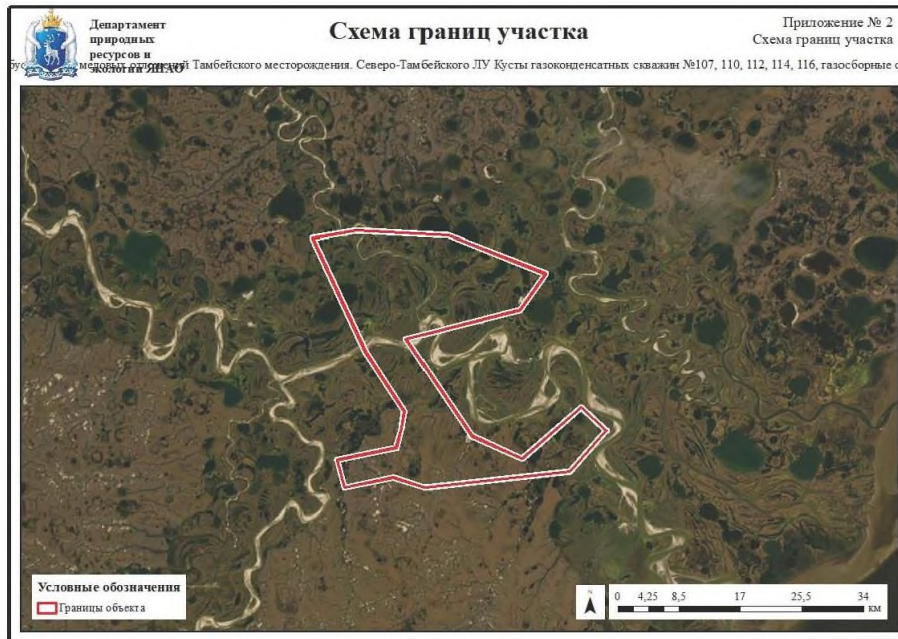 Департамент
природных
ресурсов и
экологии ЯНАО
Схема границ участка
Приложение № 2
Схема границ участка
Тамбейского месторождения. Северо-Тамбейского ЛУ Кусты газоконденсатных скважин №107, 110, 112, 114, 116, газосборные
Условные обозначения
Границы объекта
N
0 4,25 8,5 17 25,5 34
км